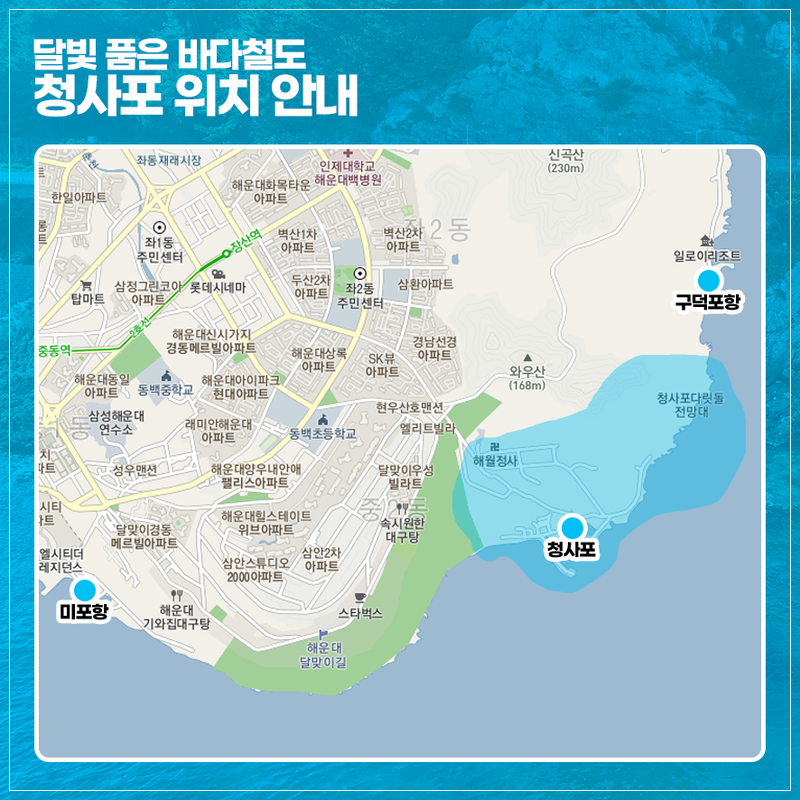 달빛 품은 바다철도
청사포 위치 안내
좌동재래시장
신곡산
(230m)
인제대학교
해운대백병원
해운대화목타운
아파트
한일아파트
좌2동
벽산1차
아파트
벽산2차
아파트
좌1동
주민센터
장산역
일로이리조트
구덕포항
탑마트
삼정그린코아
아파트
롯데시네마
두산2차
아파트
좌2동
주민센터
삼환아파트
2호선
중동역
해운대신시가지
경동메르빌아파트
해운대상록
아파트
SK뷰
아파트
경남선경
아파트
와우산
(168m)
해운대동일
아파트
동백중학교
해운대아이파크
현대아파트
청사포다릿돌
전망대
삼성해운대
연수소
래미안해운대
아파트
동백초등학교
현우산호맨션
엘리트빌라
해월정사
성우맨션
해운대양우내안애
팰리스아파트
달맞이우성
빌라트
중2동
해운대힐스테이트
위브아파트
속시원한
대구탕
달맞이경동
메르빌아파트
청사포
엘시티더
레지던스
삼안스튜디오
2000아파트
삼안2차
아파트
미포항
해운대
기와집대구탕
스타벅스
해운대
달맞이길